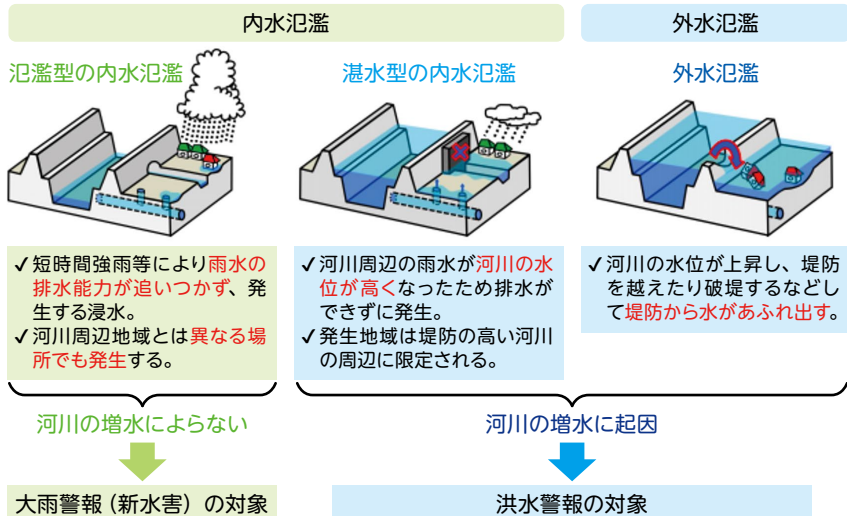 内水氾濫
外水氾濫
氾濫型の内水氾濫
湛水型の内水氾濫
外水氾濫
✓短時間強雨等により雨水の
排水能力が追いつかず、発
生する浸水。
✓河川周辺地域とは異なる場
所でも発生する。
✓河川周辺の雨水が河川の水
位が高くなったため排水が
できずに発生。
✓発生地域は堤防の高い河川
の周辺に限定される。
✓河川の水位が上昇し、堤防
を越えたり破堤するなどし
て堤防から水があふれ出す。
河川の増水によらない
河川の増水に起因
大雨警報（新水害）の対象
洪水警報の対象